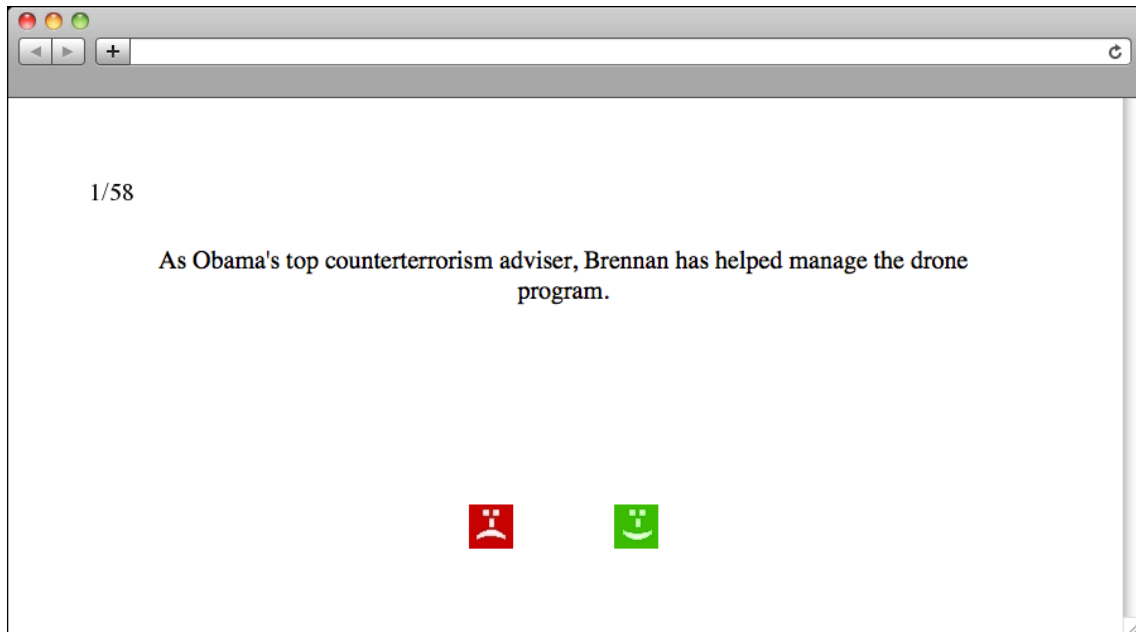 1/58
As Obama's top counterterrorism adviser, Brennan has helped manage the drone
program.